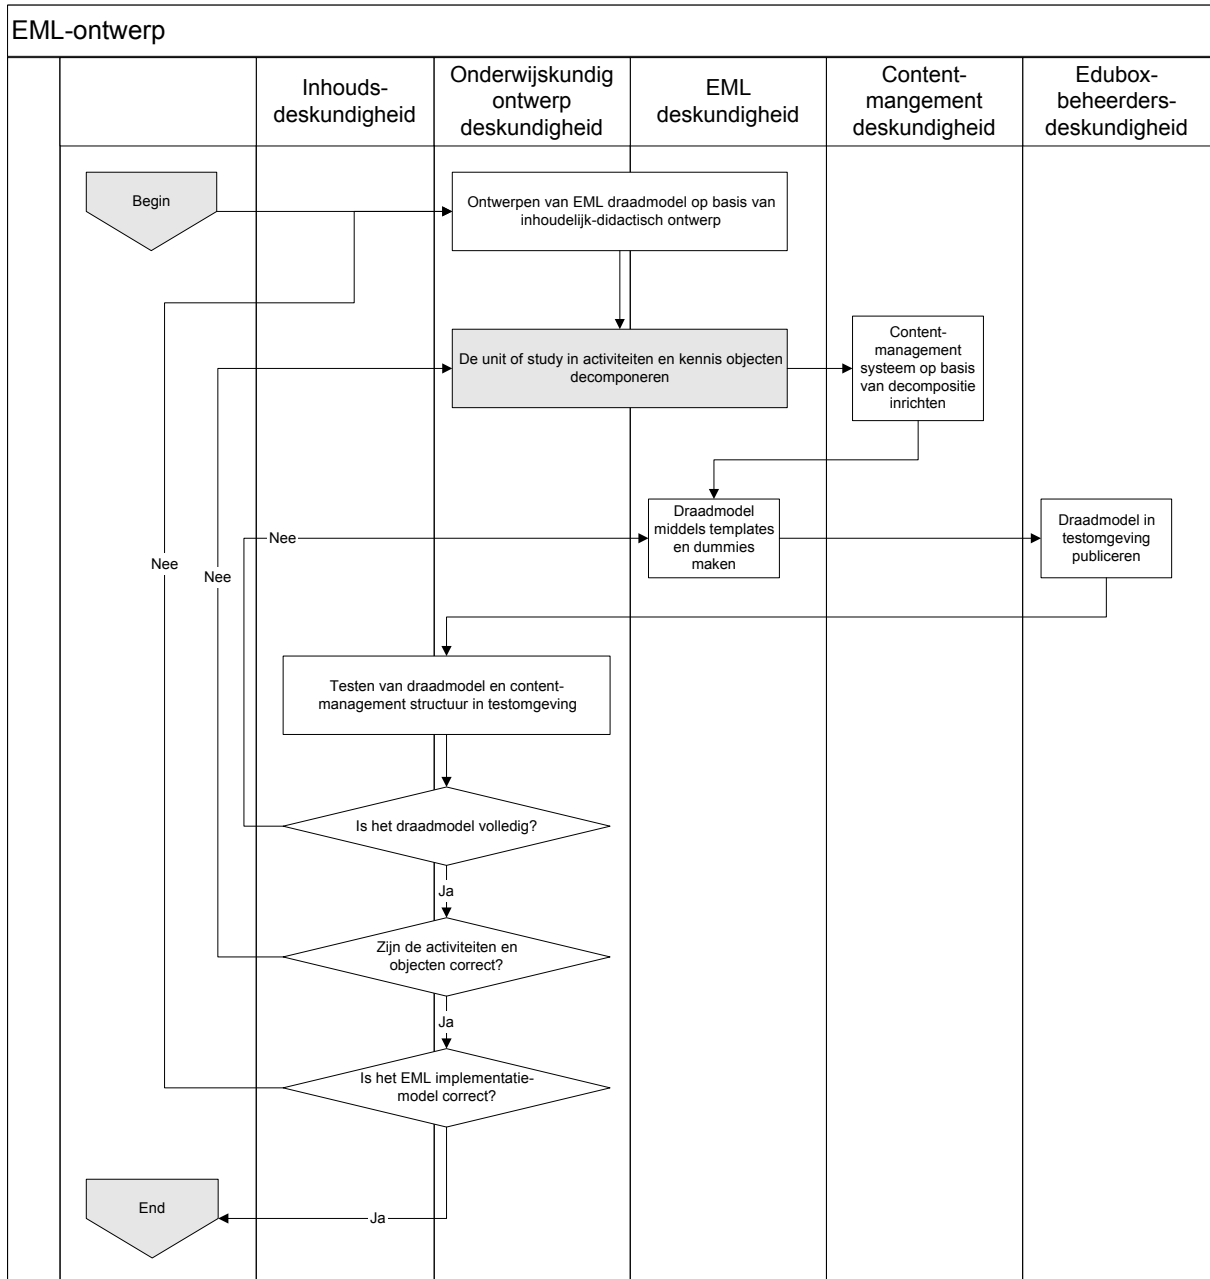 EML-ontwerp
Inhouds-
deskundigheid
Onderwijskundig
ontwerp
deskundigheid
EML
deskundigheid
Content-
mangement
deskundigheid
Edubox-
beheerders-
deskundigheid
Begin
Ontwerpen van EML draadmodel op basis van
inhoudelijk-didactisch ontwerp
De unit of study in activiteiten en kennis objecten
decomponeren
Content-
management
systeem op basis
van decompositie
inrichten
Draadmodel
middels templates
en dummies
maken
Draadmodel in
testomgeving
publiceren
Nee
Nee
Nee
Testen van draadmodel en content-
management structuur in testomgeving
Is het draadmodel volledig?
Ja
Zijn de activiteiten en
objecten correct?
Ja
Is het EML implementatie-
model correct?
End
Ja